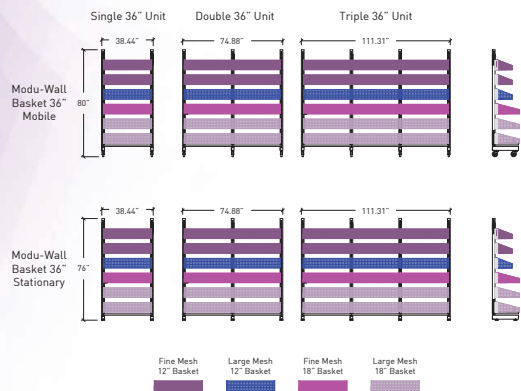 Single 36" Unit
Double 36" Unit
Triple 36" Unit
38.44"
74.88"
111.31"
Modu-Wall
Basket 36"
Mobile
80"
38.44"
74.88"
111.31"
Modu-Wall
Basket 36"
Stationary
76"
Fine Mesh
12" Basket
Large Mesh
12" Basket
Fine Mesh
18" Basket
Large Mesh
18" Basket